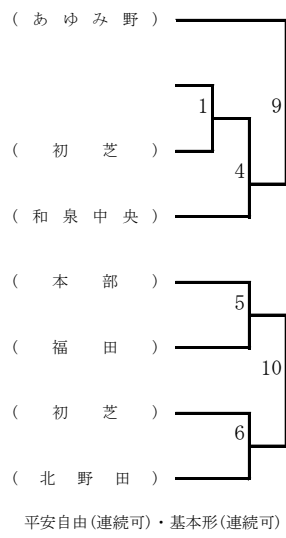 (あゆみ野)
1
9
(初芝)
4
(和泉中央)
(本部)
5
(福田)
10
(初芝)
6
(北野田)
平安自由(連続可)・基本形(連続可)